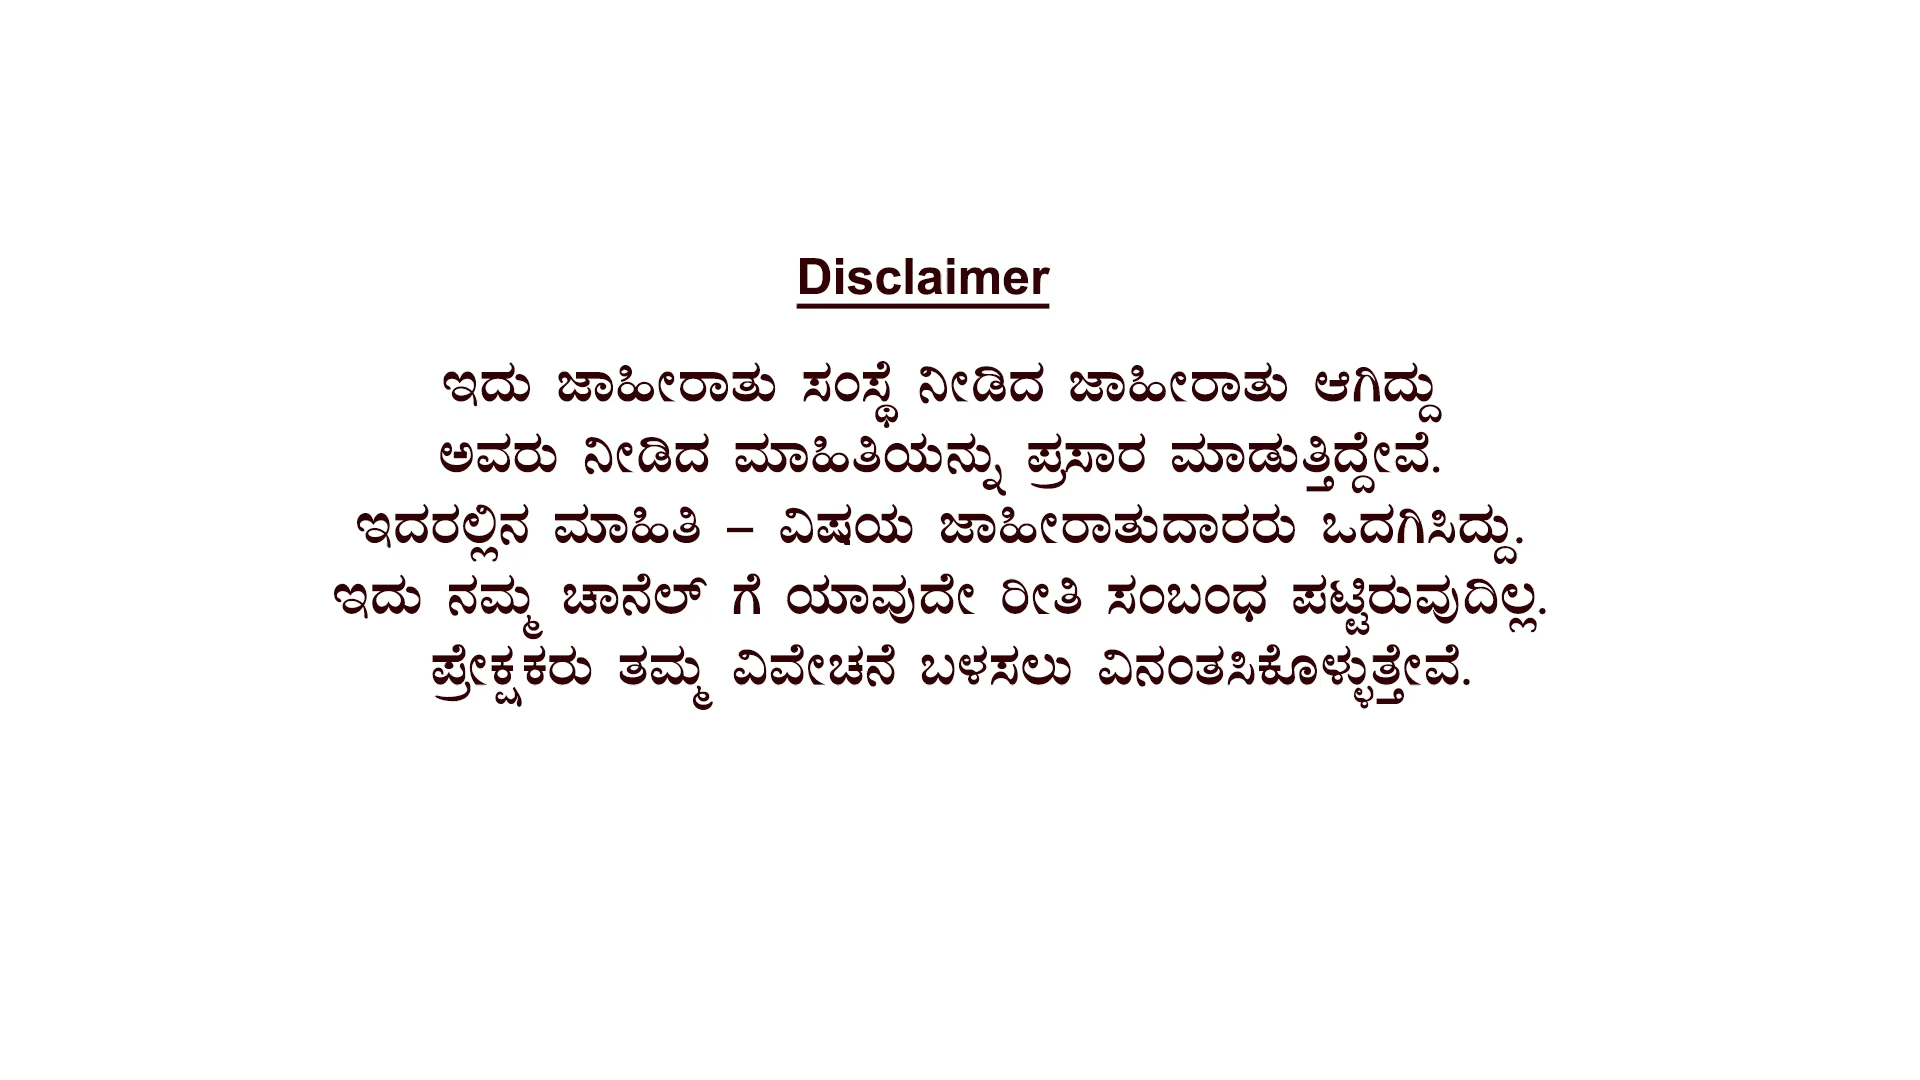 Disclaimer
ಇದು ಜಾಹೀರಾತು ಸಂಸ್ಥೆ ನೀಡಿದ ಜಾಹೀರಾತು ಆಗಿದ್ದು
ಅವರು ನೀಡಿದ ಮಾಹಿತಿಯನ್ನು ಪ್ರಸಾರ ಮಾಡುತ್ತಿದ್ದೇವೆ.
ಇದರಲ್ಲಿನ ಮಾಹಿತಿ – ವಿಷಯ ಜಾಹೀರಾತುದಾರರು ಒದಗಿಸಿದ್ದು.
ಇದು ನಮ್ಮ ಚಾನೆಲ್ ಗೆ ಯಾವುದೇ ರೀತಿ ಸಂಬಂಧ ಪಟ್ಟಿರುವುದಿಲ್ಲ.
ಪ್ರೇಕ್ಷಕರು ತಮ್ಮ ವಿವೇಚನೆ ಬಳಸಲು ವಿನಂತಸಿಕೊಳ್ಳುತ್ತೇವೆ.